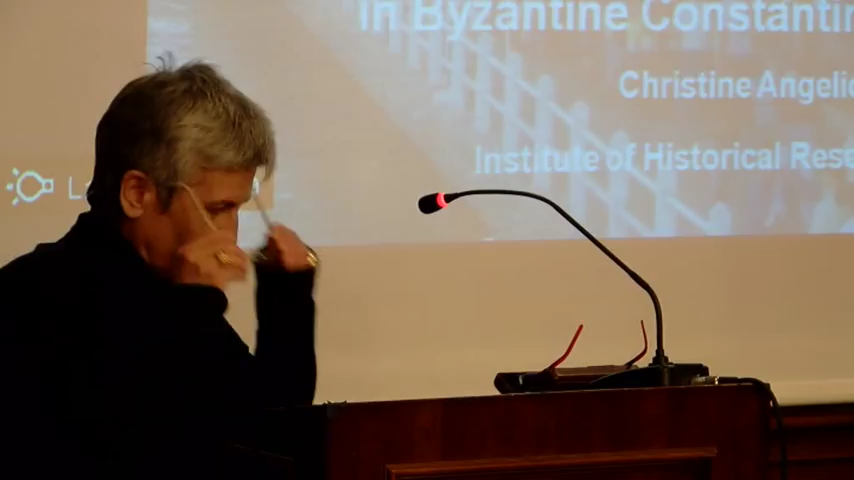 in Byzantine Constantin
Christine Angelid
Institute of Historical Rese